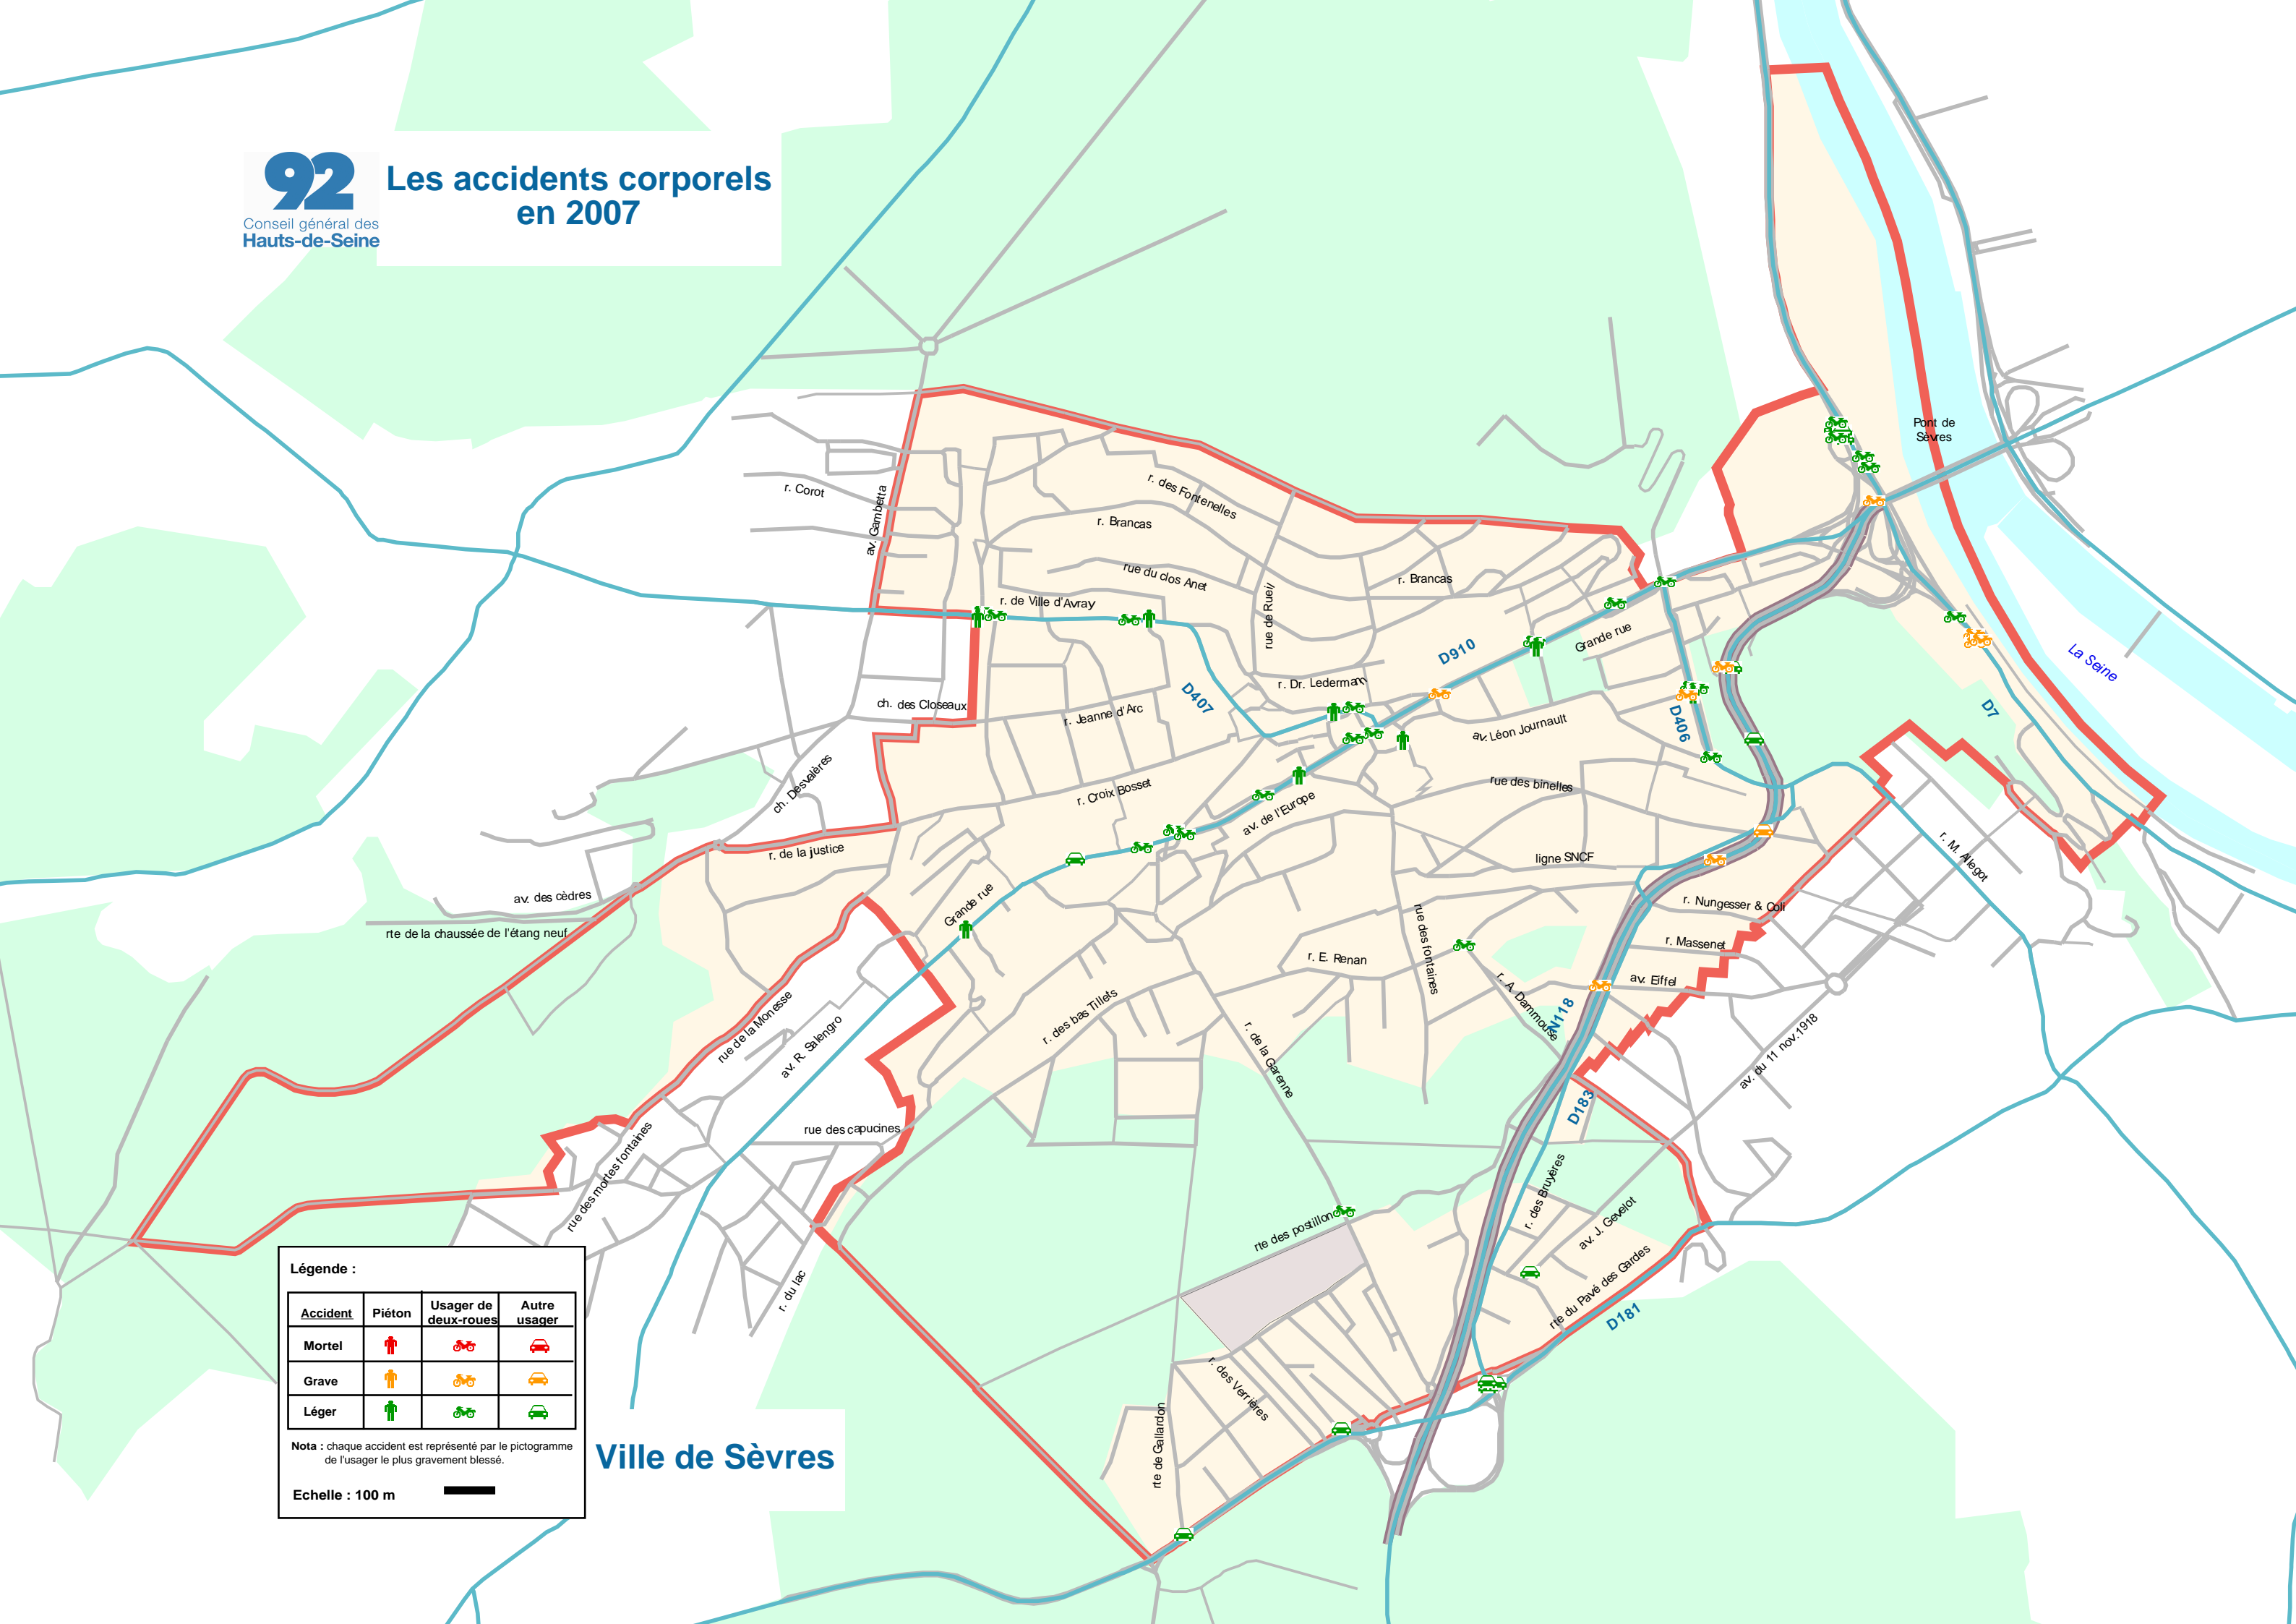 92
Conseil général des
Hauts-de-Seine
Les accidents corporels
en 2007
Pont de
Sèvres
r. Corot
av. Gambetta
r. des Fontenelles
r. Brancas
rue du clos Anet
r. Brancas
r. de Ville d'Avray
rue de Rueil
Grande rue
D910
La Seine
r. Dr. Ledermann
D407
ch. des Closeaux
r. Jeanne d'Arc
av. Léon Journault
D406
D7
ch. Desvalères
r. Croix Bosset
rue des binelles
av. de l'Europe
r. de la justice
ligne SNCF
r. M. Allegot
av. des cèdres
Grande rue
r. Nungesser & Coli
rte de la chaussée de l'étang neuf
rue des fontaines
r. Massenet
r. E. Renan
av. Eiffel
r. A. Dammouse
N118
rue de la Monesse
av. R. Salengro
r. des bas Tillets
r. de la Garenne
av. du 11 nov.1918
D183
rue des capucines
rue des mortes fontaines
r. des Bruyères
av. J. Gevelot
rte des postillon
r. du lac
rte du Pavé des Gardes
D181
r. des Verrières
rte de Gallardon
Légende :
Accident Piéton Usager de deux-roues Autre usager
Mortel
Grave
Léger
Nota : chaque accident est représenté par le pictogramme
de l'usager le plus gravement blessé.
Echelle : 100 m
Ville de Sèvres